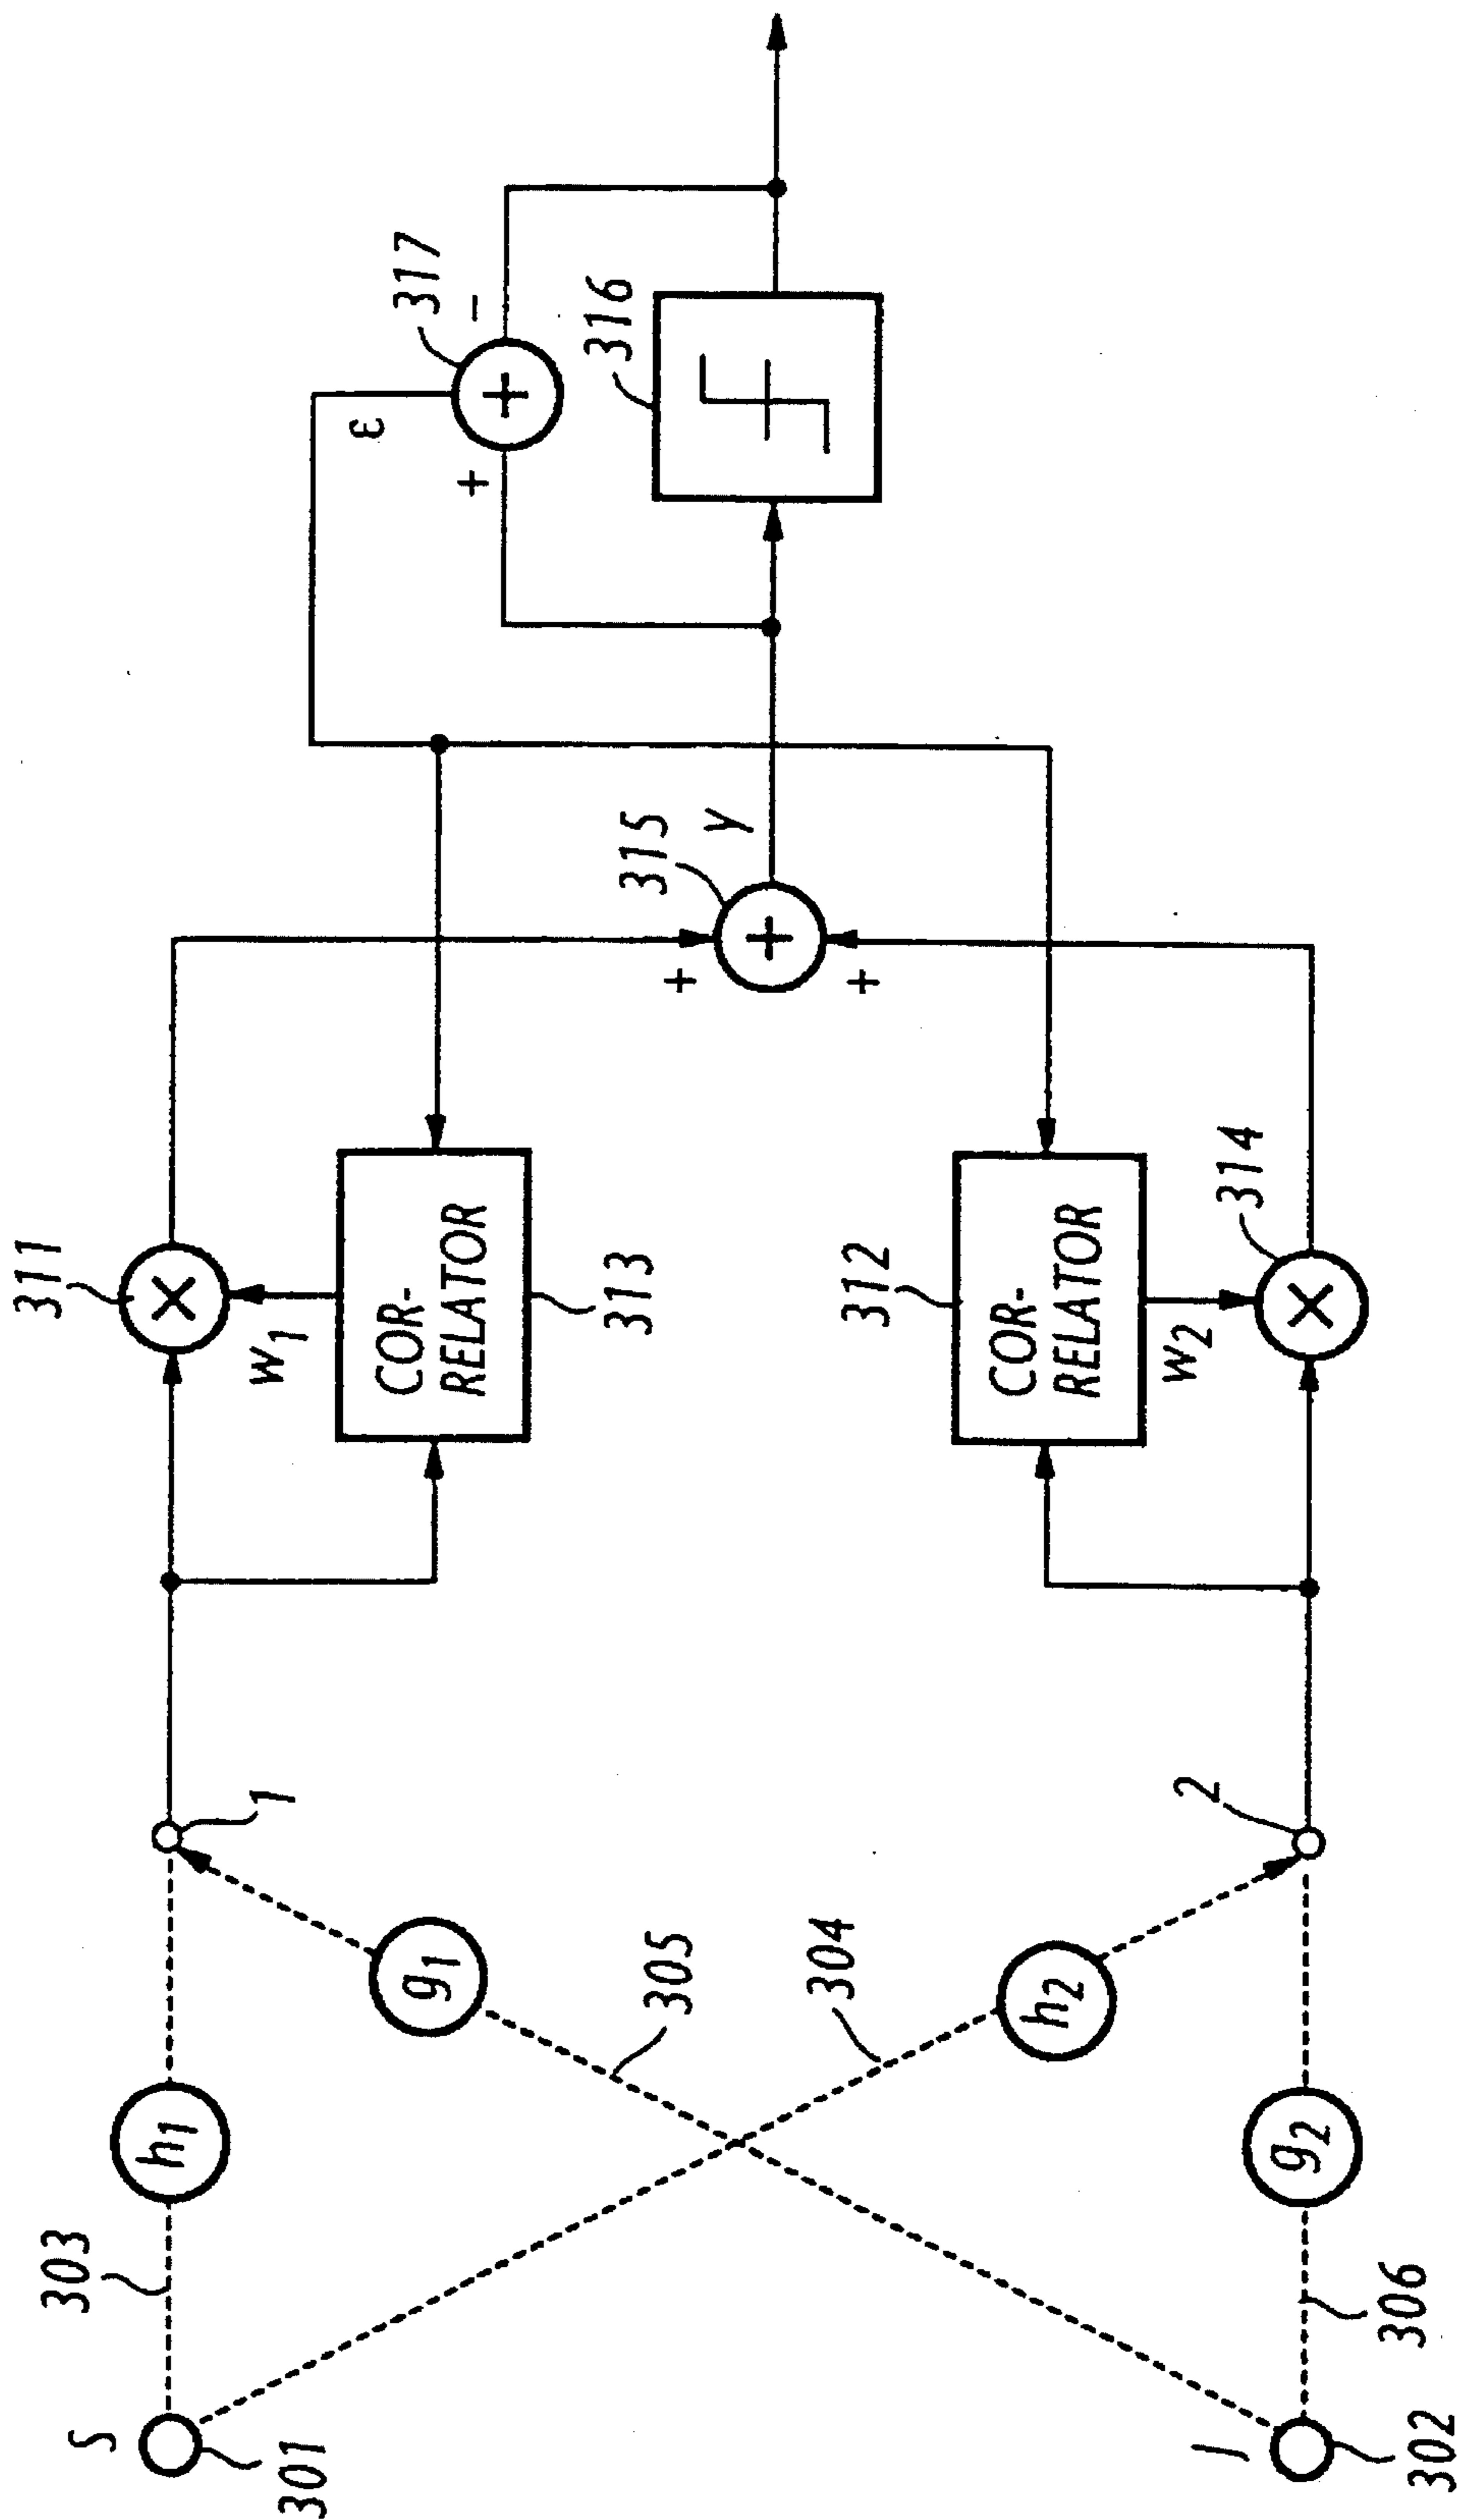 311
303
S
h1
301
1
w1
ε
317
+
−
COR-
RELATOR
g1
313
316
305
315
+
y
304
312
+
COR-
RELATOR
h2
w2
2
314
I
g2
306
302